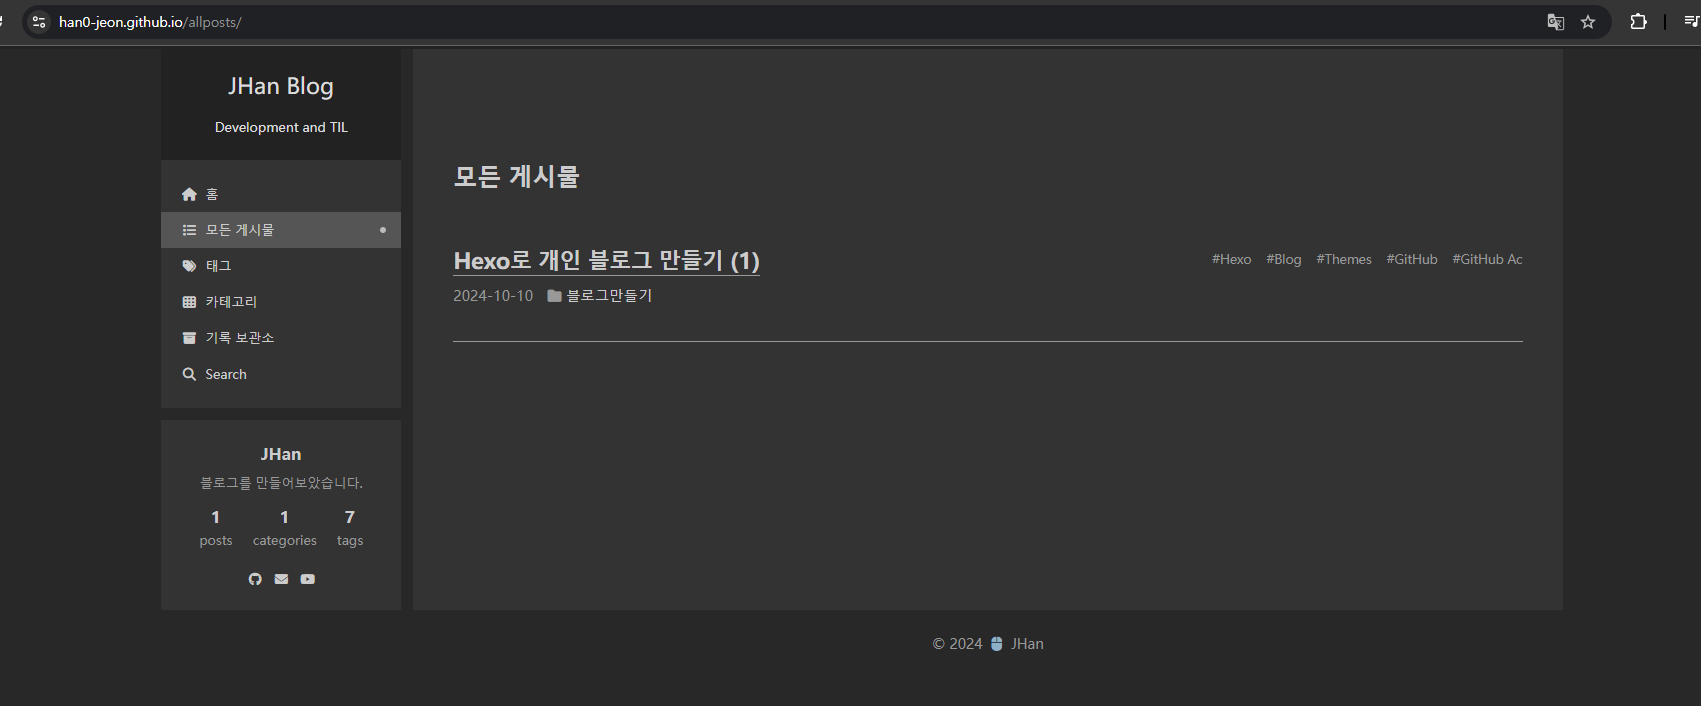 han0-jeon.github.io/allposts/
JHan Blog
Development and TIL
홈
모든 게시물
태그
카테고리
기록 보관소
Search
JHan
블로그를 만들어보았습니다.
1 1 7
posts categories tags
모든 게시물
Hexo로 개인 블로그 만들기 (1)
#Hexo #Blog #Themes #GitHub #GitHub Ac
2024-10-10 블로그만들기
© 2024 JHan